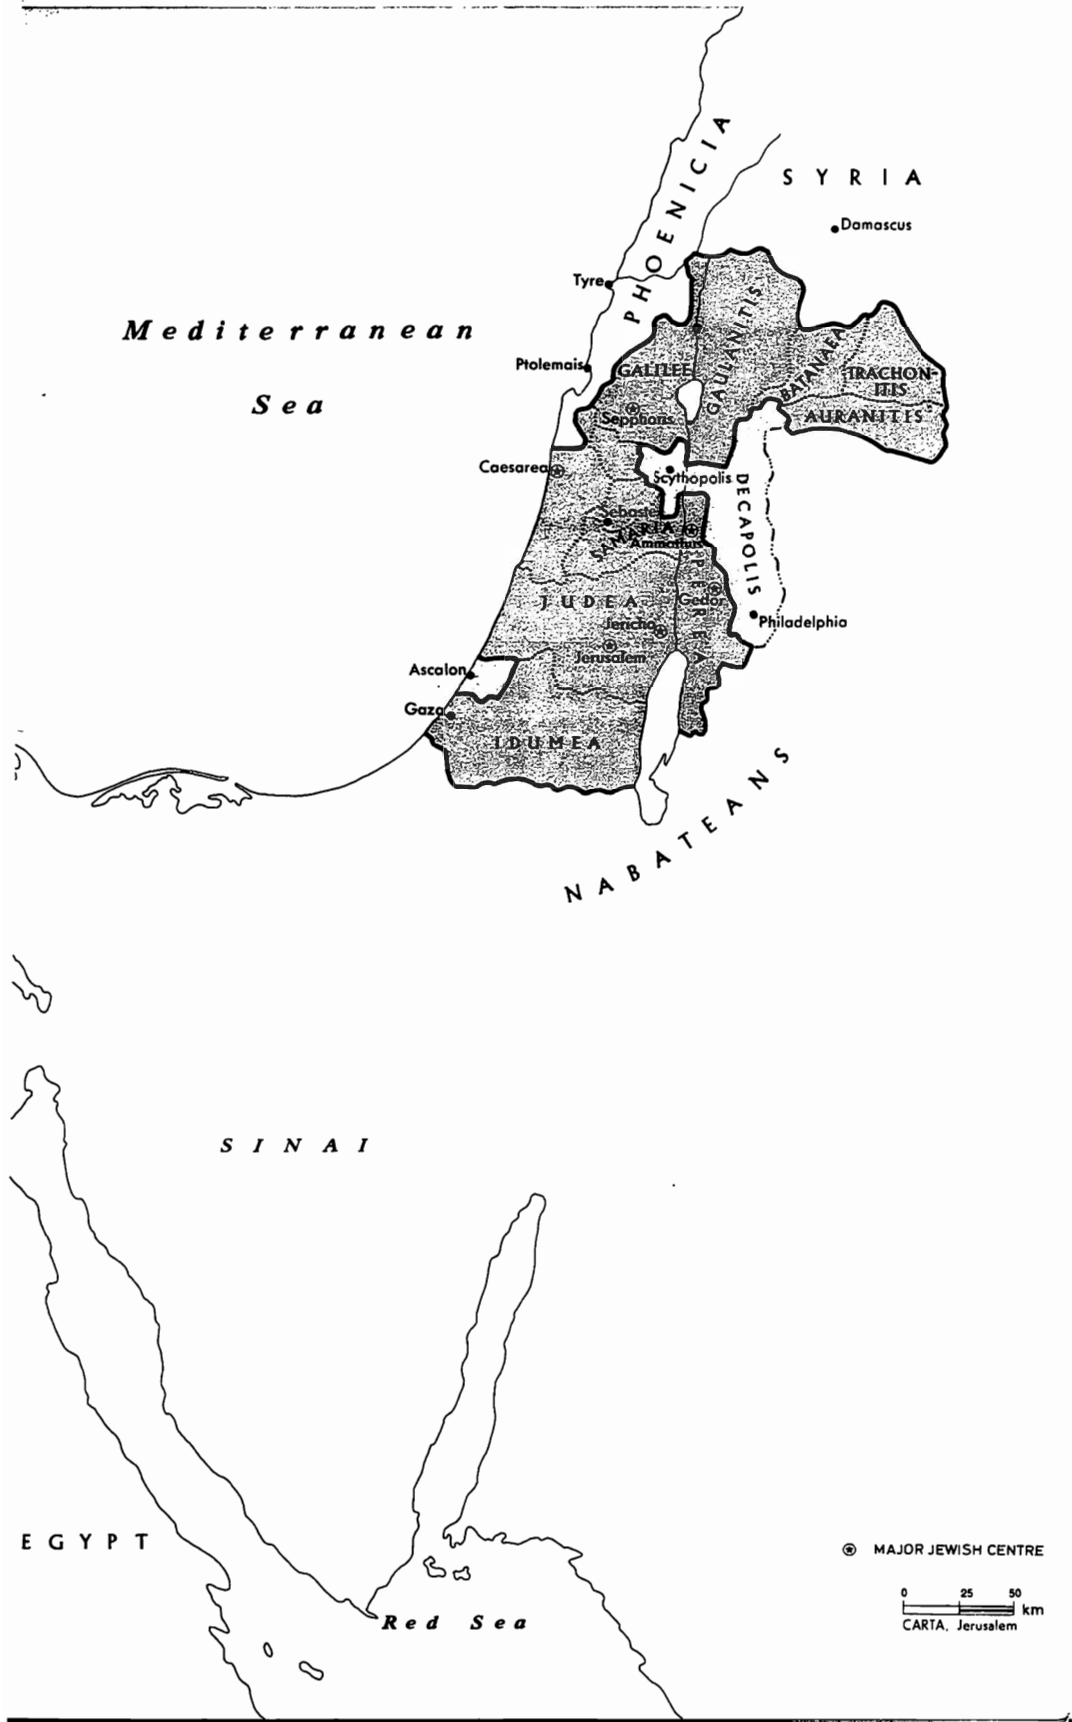 PHOENICIA
SYRIA
Damascus
Tyre
Mediterranean
Sea
GAULANITIS
BATANAEA
TRACHON-
ITIS
Ptolemais
GALILEE
AURANITIS
Sepphoris
Caesarea
Scythopolis
DECAPOLIS
Sebaste
SAMARIA
Ammathus
PEREA
JUDEA
Gedor
Jericho
Philadelphia
Jerusalem
Ascalon
Gaza
IDUMEA
NABATEANS
SINAI
EGYPT
MAJOR JEWISH CENTRE
0 25 50
km
CARTA, Jerusalem
Red Sea